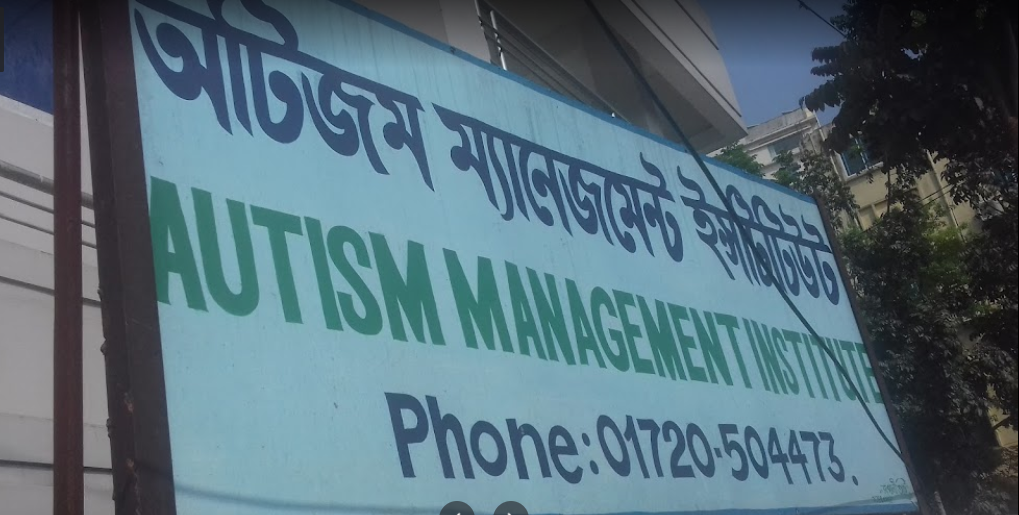 অটিজম ম্যানেজমেন্ট ইন্সটিটিউট
AUTISM MANAGEMENT INSTITUTE
Phone: 01720-504473.